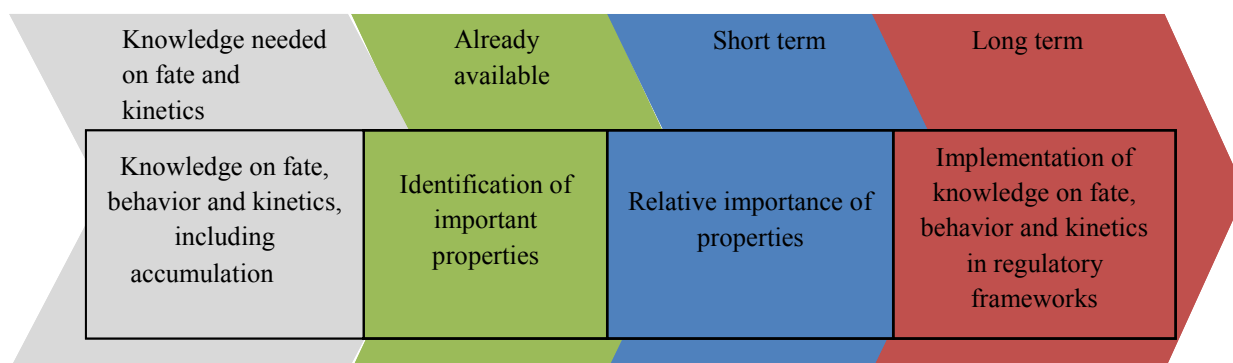 Knowledge needed
on fate and
kinetics
Already
available
Short term
Long term
Knowledge on fate,
behavior and kinetics,
including
accumulation
Identification of
important
properties
Relative importance of
properties
Implementation of
knowledge on fate,
behavior and kinetics
in regulatory
frameworks